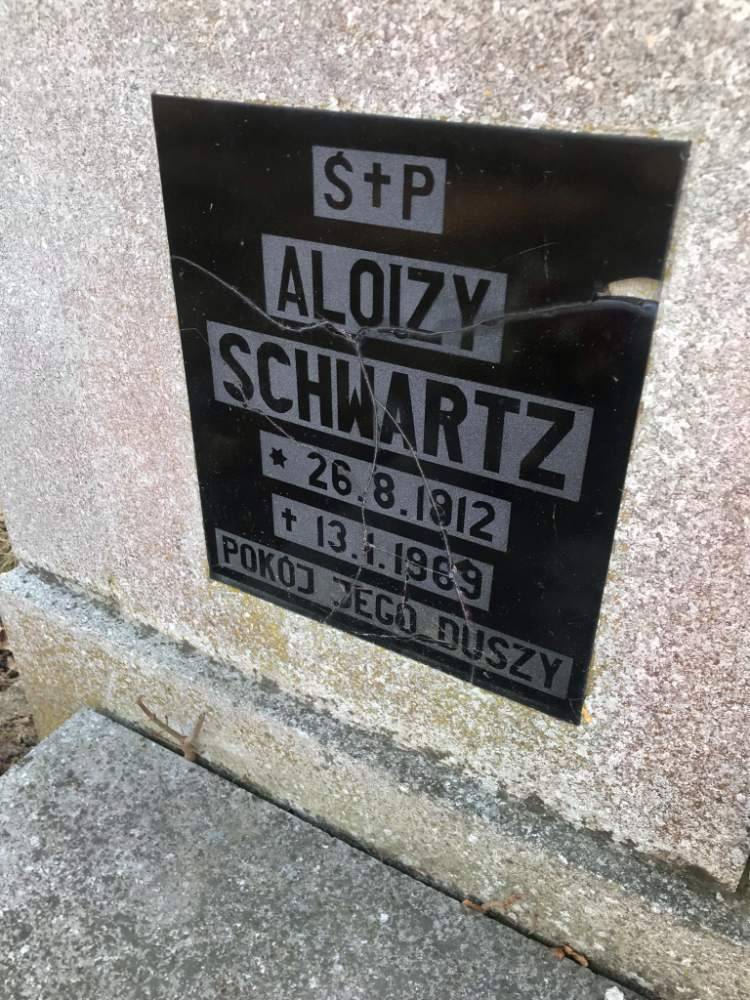 Ś†P
ALOIZY
SCHWARTZ
* 26.8.1912
† 13.1.1969
POKÓJ JEGO DUSZY